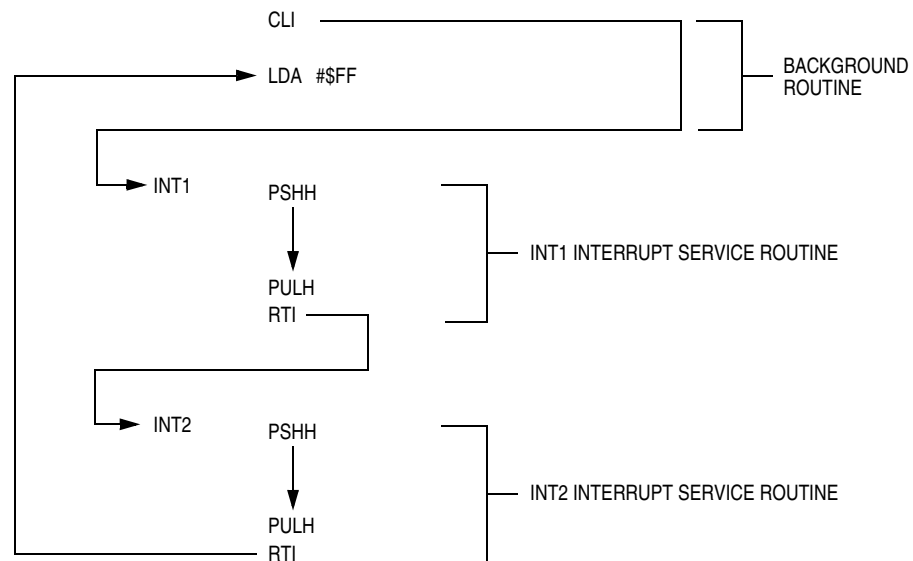 CLI
LDA #$FF
BACKGROUND
ROUTINE
INT1
PSHH
INT1 INTERRUPT SERVICE ROUTINE
PULH
RTI
INT2
PSHH
INT2 INTERRUPT SERVICE ROUTINE
PULH
RTI